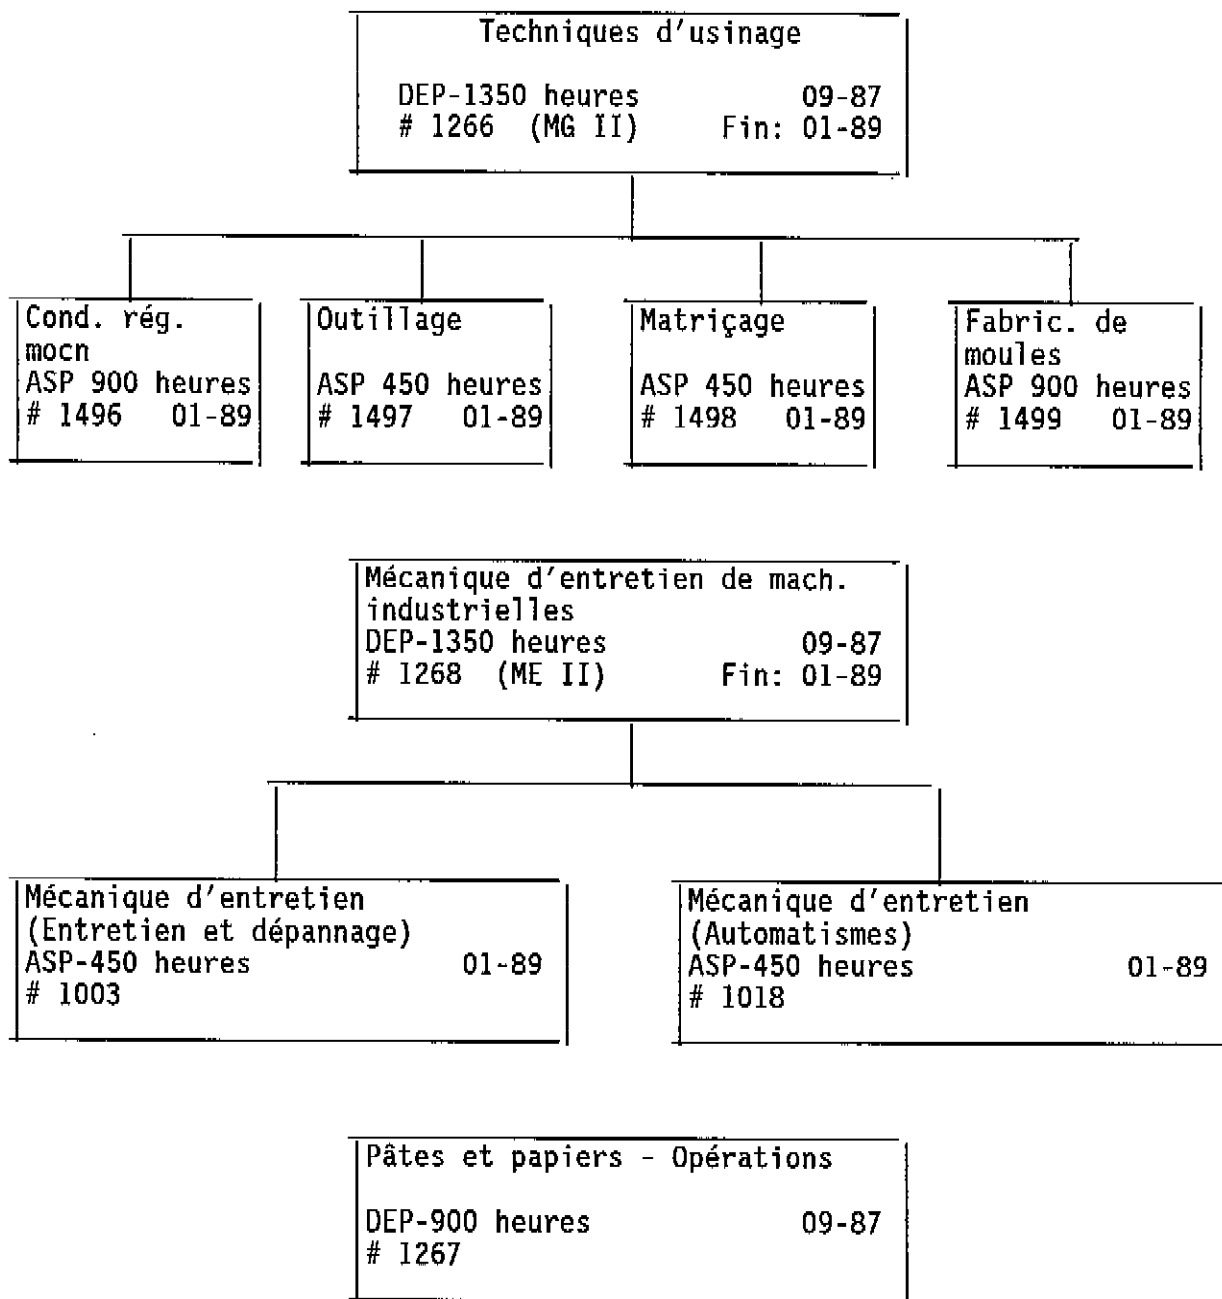 Techniques d'usinage
DEP-1350 heures 09-87
# 1266 (MG II) Fin: 01-89
Cond. rég.
mocn
ASP 900 heures
# 1496 01-89
Outillage
ASP 450 heures
# 1497 01-89
Matriçage
ASP 450 heures
# 1498 01-89
Fabric. de
moules
ASP 900 heures
# 1499 01-89
Mécanique d'entretien de mach.
industrielles
DEP-1350 heures 09-87
# 1268 (ME II) Fin: 01-89
Mécanique d'entretien
(Entretien et dépannage)
ASP-450 heures 01-89
# 1003
Mécanique d'entretien
(Automatismes)
ASP-450 heures 01-89
# 1018
Pâtes et papiers - Opérations
DEP-900 heures 09-87
# 1267